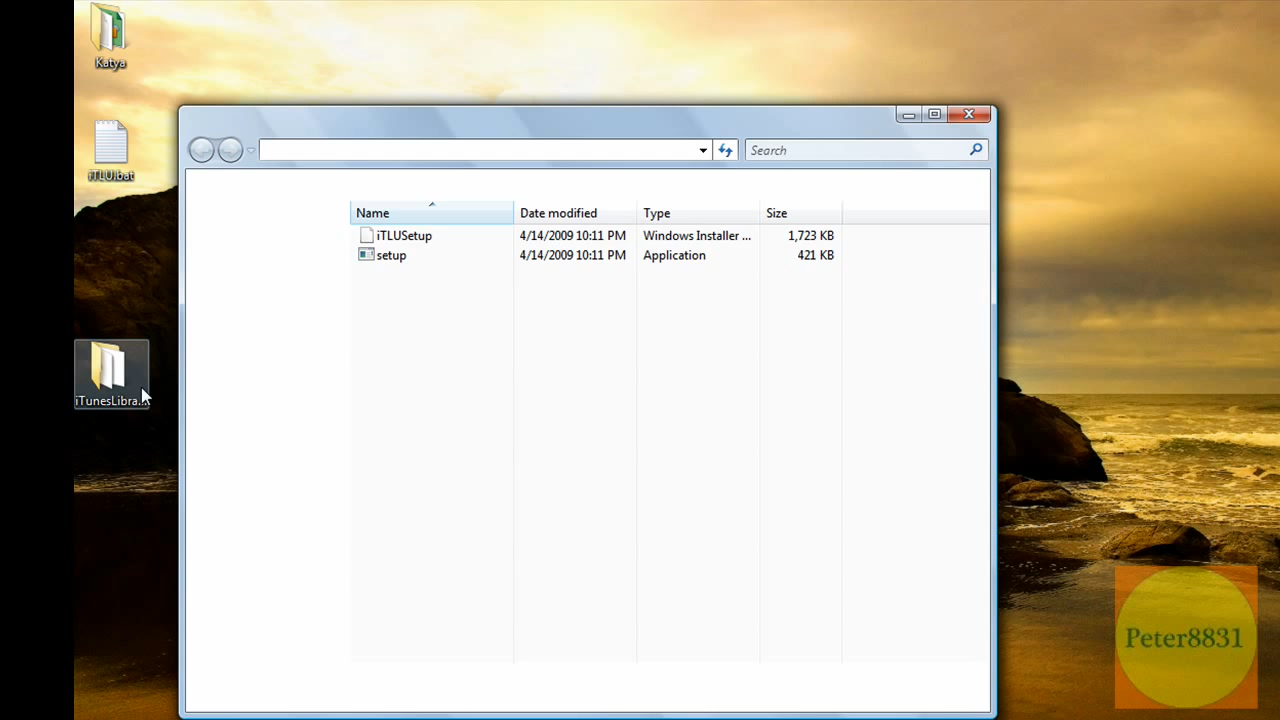 Katya
iTLU.bat
iTunesLibra...
Search
Name Date modified Type Size
iTLUSetup 4/14/2009 10:11 PM Windows Installer ... 1,723 KB
setup 4/14/2009 10:11 PM Application 421 KB
Peter8831